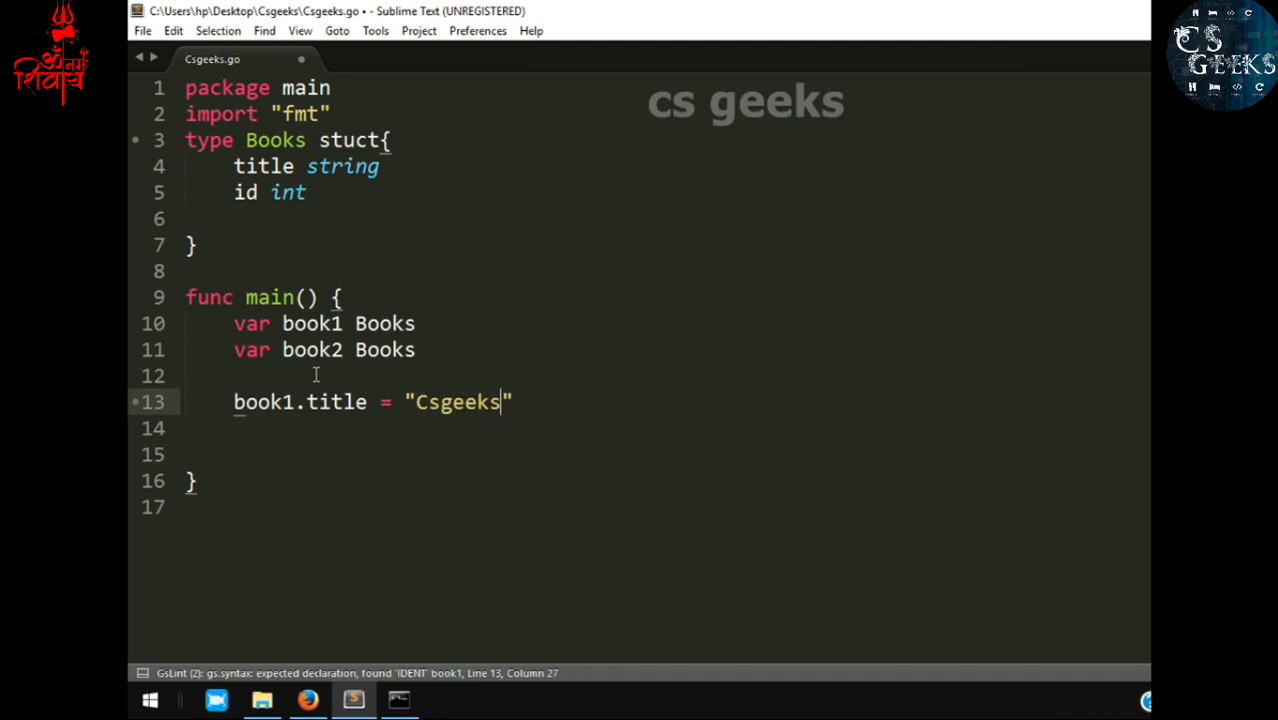 C:\Users\hp\Desktop\Csgeeks\Csgeeks.go • - Sublime Text (UNREGISTERED)
File Edit Selection Find View Goto Tools Project Preferences Help
Csgeeks.go
ॐ नमः
शिवाय
CS
GEEKS
cs geeks
1 package main
2 import "fmt"
3 type Books stuct{
4 title string
5 id int
6
7 }
8
9 func main() {
10 var book1 Books
11 var book2 Books
12
13 book1.title = "Csgeeks"
14
15
16 }
17
GsLint (2): gs.syntax: expected declaration, found 'IDENT' book1, Line 13, Column 27